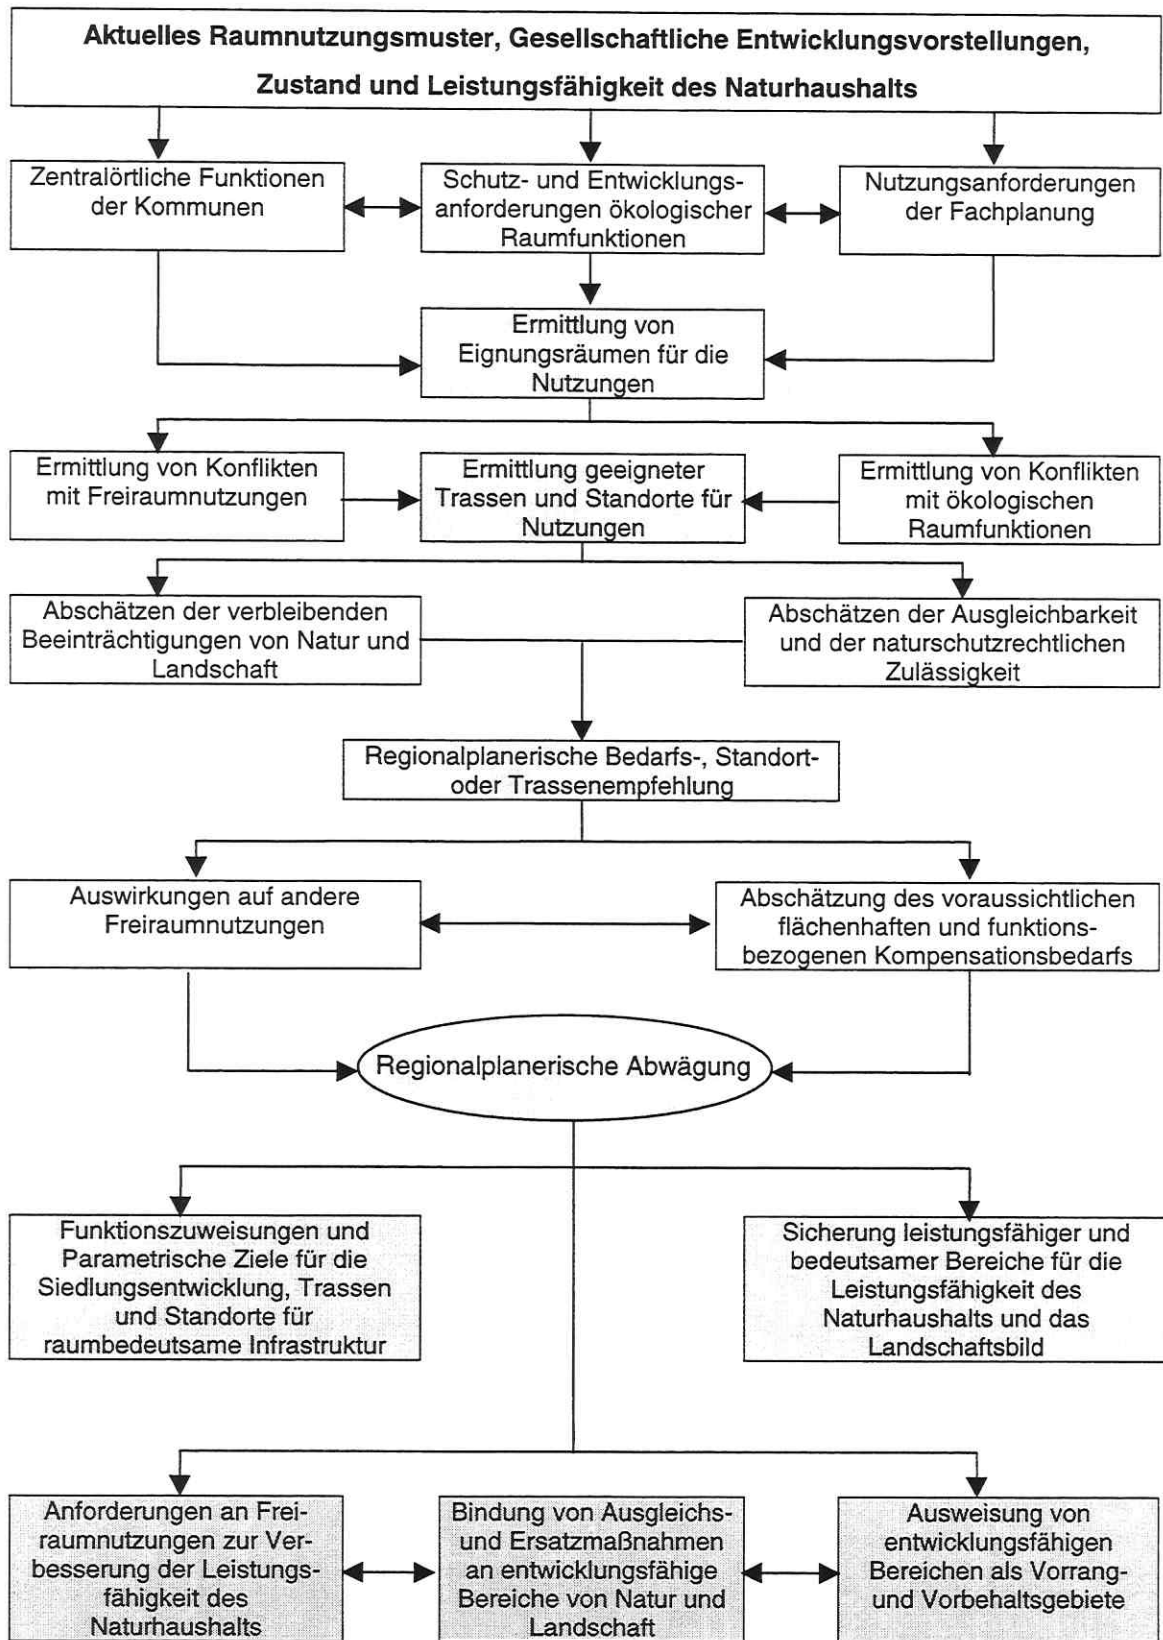 Aktuelles Raumnutzungsmuster, Gesellschaftliche Entwicklungsvorstellungen,
Zustand und Leistungsfähigkeit des Naturhaushalts
Zentralörtliche Funktionen
der Kommunen
Schutz- und Entwicklungs-
anforderungen ökologischer
Raumfunktionen
Nutzungsanforderungen
der Fachplanung
Ermittlung von
Eignungsräumen für die
Nutzungen
Ermittlung von Konflikten
mit Freiraumnutzungen
Ermittlung geeigneter
Trassen und Standorte für
Nutzungen
Ermittlung von Konflikten
mit ökologischen
Raumfunktionen
Abschätzen der verbleibenden
Beeinträchtigungen von Natur und
Landschaft
Abschätzen der Ausgleichbarkeit
und der naturschutzrechtlichen
Zulässigkeit
Regionalplanerische Bedarfs-, Standort-
oder Trassenempfehlung
Auswirkungen auf andere
Freiraumnutzungen
Abschätzung des voraussichtlichen
flächenhaften und funktions-
bezogenen Kompensationsbedarfs
Regionalplanerische Abwägung
Funktionszuweisungen und
Parametrische Ziele für die
Siedlungsentwicklung, Trassen
und Standorte für
raumbedeutsame Infrastruktur
Sicherung leistungsfähiger und
bedeutsamer Bereiche für die
Leistungsfähigkeit des
Naturhaushalts und das
Landschaftsbild
Anforderungen an Frei-
raumnutzungen zur Ver-
besserung der Leistungs-
fähigkeit des
Naturhaushalts
Bindung von Ausgleichs-
und Ersatzmaßnahmen
an entwicklungsfähige
Bereiche von Natur und
Landschaft
Ausweisung von
entwicklungsfähigen
Bereichen als Vorrang-
und Vorbehaltsgebiete